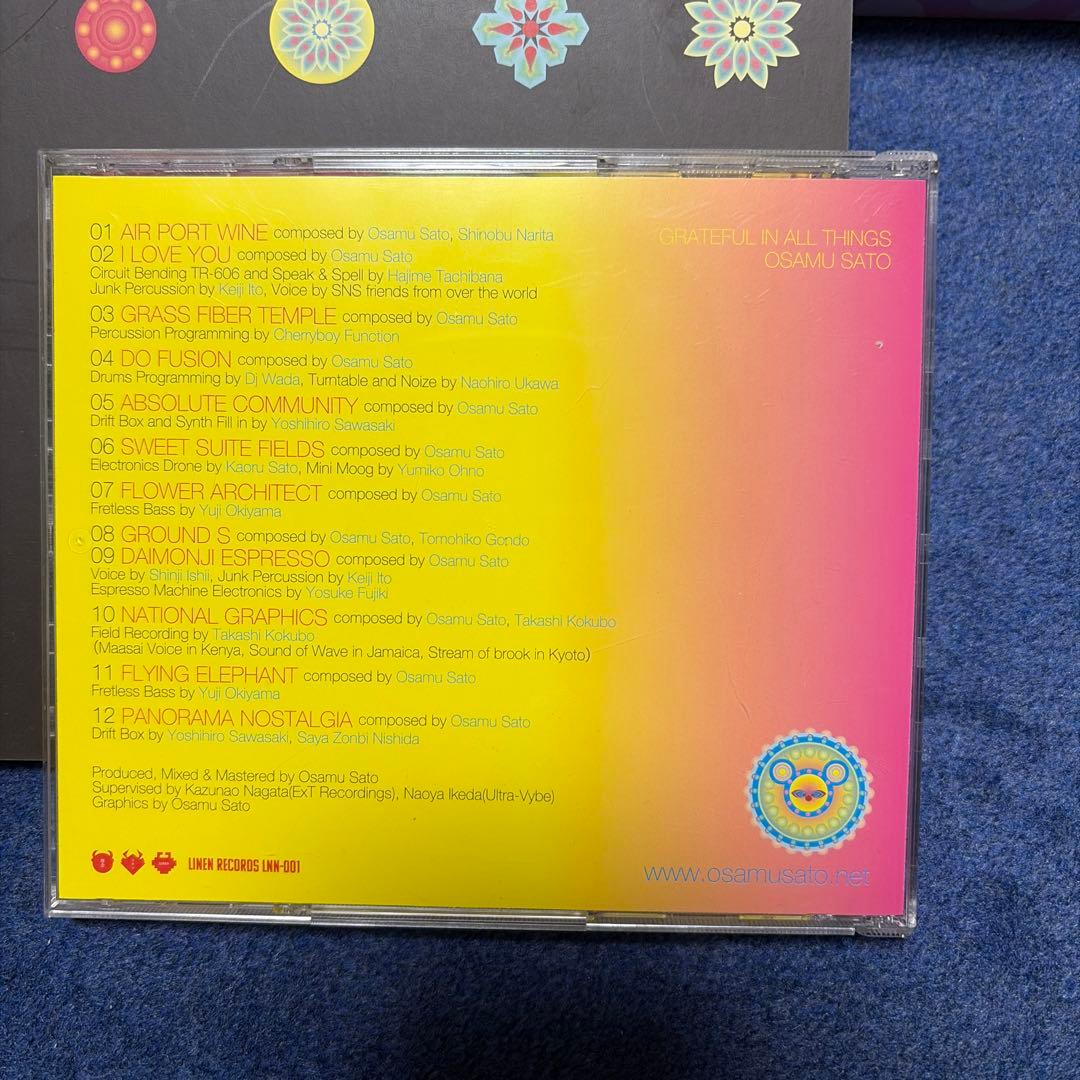 01 AIR PORT WINE composed by Osamu Sato, Shinobu Narita
02 I LOVE YOU composed by Osamu Sato
Circuit Bending TR-606 and Speak & Spell by Hajime Tachibana
Junk Percussion by Keiji Ito, Voice by SNS friends from over the world
03 GRASS FIBER TEMPLE composed by Osamu Sato
Percussion Programming by Cherryboy Function
04 DO FUSION composed by Osamu Sato
Drums Programming by Dj Wada, Turntable and Noize by Naohiro Ukawa
05 ABSOLUTE COMMUNITY composed by Osamu Sato
Drift Box and Synth Fill in by Yoshihiro Sawasaki
06 SWEET SUITE FIELDS composed by Osamu Sato
Electronics Drone by Kaoru Sato, Mini Moog by Yumiko Ohno
07 FLOWER ARCHITECT composed by Osamu Sato
Fretless Bass by Yuji Okiyama
08 GROUND S composed by Osamu Sato, Tomohiko Gondo
09 DAIMONJI ESPRESSO composed by Osamu Sato
Voice by Shinji Ishii, Junk Percussion by Keiji Ito
Espresso Machine Electronics by Yosuke Fujiki
10 NATIONAL GRAPHICS composed by Osamu Sato, Takashi Kokubo
Field Recording by Takashi Kokubo
(Maasai Voice in Kenya, Sound of Wave in Jamaica, Stream of brook in Kyoto)
11 FLYING ELEPHANT composed by Osamu Sato
Fretless Bass by Yuji Okiyama
12 PANORAMA NOSTALGIA composed by Osamu Sato
Drift Box by Yoshihiro Sawasaki, Saya Zonbi Nishida
Produced, Mixed & Mastered by Osamu Sato
Supervised by Kazunao Nagata(ExT Recordings), Naoya Ikeda(Ultra-Vybe)
Graphics by Osamu Sato
LINEN RECORDS LNN-001
GRATEFUL IN ALL THINGS
OSAMU SATO
www.osamusato.net